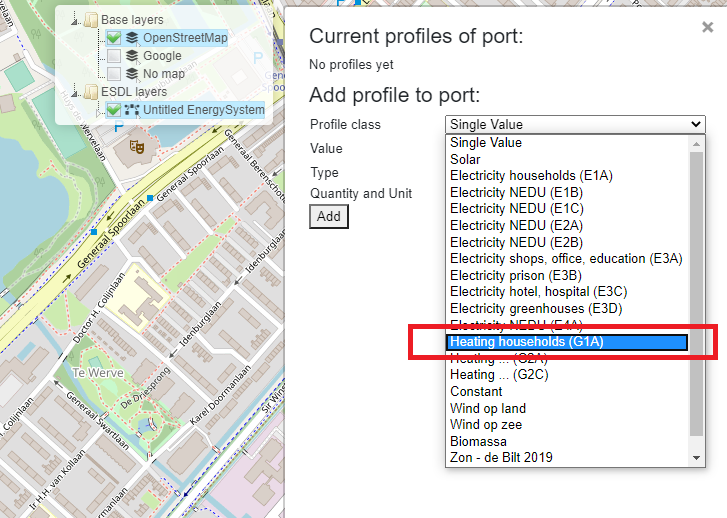 Base layers
OpenStreetMap
Google
No map
ESDL layers
Untitled EnergySystem
×
Current profiles of port:
No profiles yet
Add profile to port:
Profile class
Single Value
Value
Type
Quantity and Unit
Add
Single Value
Solar
Electricity households (E1A)
Electricity NEDU (E1B)
Electricity NEDU (E1C)
Electricity NEDU (E2A)
Electricity NEDU (E2B)
Electricity shops, office, education (E3A)
Electricity prison (E3B)
Electricity hotel, hospital (E3C)
Electricity greenhouses (E3D)
Electricity NEDU (E4A)
Heating households (G1A)
Heating ... (G2A)
Heating ... (G2C)
Constant
Wind op land
Wind op zee
Biomassa
Zon - de Bilt 2019
P
Generaal Spoorlaan
Generaal Spoorlaan
Generaal Spoorlaan
Idenburglaan
Idenburglaan
Doctor H. Colijnlaan
Te Werve
De Driesprong
Karel Doormanlaan
Generaal Swartlaan
H. Colijnlaan
Ir H.H. van Kollaan